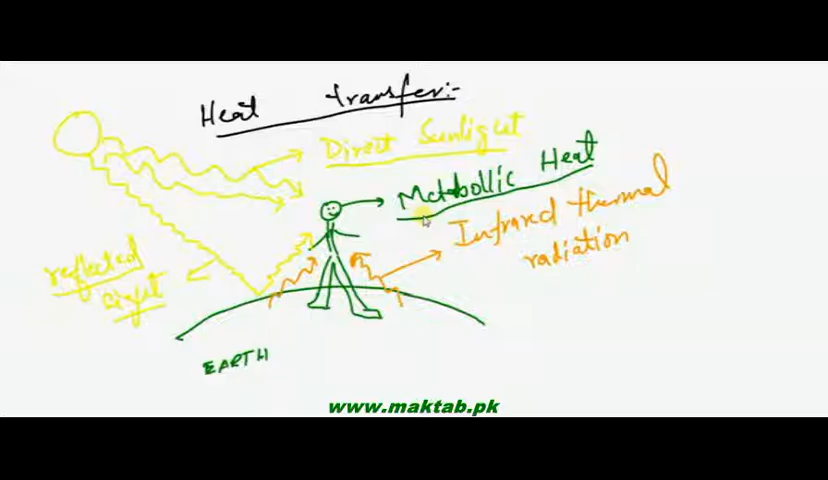 Heat transfer:-
Direct Sunlight
Metabollic Heat
Infrared thermal
radiation
reflected
light
EARTH
www.maktab.pk